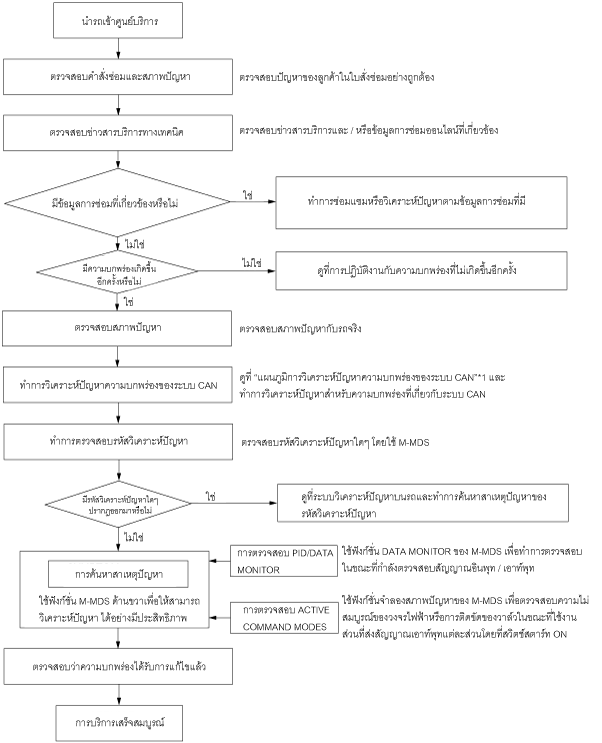 นำรถเข้าศูนย์บริการ
ตรวจสอบคำสั่งซ่อมและสภาพปัญหา
ตรวจสอบปัญหาของลูกค้าในใบสั่งซ่อมอย่างถูกต้อง
ตรวจสอบข่าวสารบริการทางเทคนิค
ตรวจสอบข่าวสารบริการและ / หรือข้อมูลการซ่อมออนไลน์ที่เกี่ยวข้อง
มีข้อมูลการซ่อมที่เกี่ยวข้องหรือไม่
ใช่
ทำการซ่อมแซมหรือวิเคราะห์ปัญหาตามข้อมูลการซ่อมที่มี
ไม่ใช่
มีความบกพร่องเกิดขึ้น
อีกครั้งหรือไม่
ไม่ใช่
ดูที่การปฏิบัติงานกับความบกพร่องที่ไม่เกิดขึ้นอีกครั้ง
ใช่
ตรวจสอบสภาพปัญหา
ตรวจสอบสภาพปัญหากับรถจริง
ทำการวิเคราะห์ปัญหาความบกพร่องของระบบ CAN
ดูที่ "แผนภูมิการวิเคราะห์ปัญหาความบกพร่องของระบบ CAN"*1 และ
ทำการวิเคราะห์ปัญหาสำหรับความบกพร่องที่เกี่ยวกับระบบ CAN
ทำการตรวจสอบรหัสวิเคราะห์ปัญหา
ตรวจสอบรหัสวิเคราะห์ปัญหาใดๆ โดยใช้ M-MDS
มีรหัสวิเคราะห์ปัญหาใดๆ
ปรากฏออกมาหรือไม่
ใช่
ดูที่ระบบวิเคราะห์ปัญหาบนรถและทำการค้นหาสาเหตุปัญหาของ
รหัสวิเคราะห์ปัญหา
ไม่ใช่
การค้นหาสาเหตุปัญหา
ใช้ฟังก์ชั่น M-MDS ด้านขวาเพื่อให้สามารถ
วิเคราะห์ปัญหา ได้อย่างมีประสิทธิภาพ
การตรวจสอบ PID/DATA
MONITOR
ใช้ฟังก์ชั่น DATA MONITOR ของ M-MDS เพื่อทำการตรวจสอบ
ในขณะที่กำลังตรวจสอบสัญญาณอินพุท / เอาท์พุท
การตรวจสอบ ACTIVE
COMMAND MODES
ใช้ฟังก์ชั่นจำลองสภาพปัญหาของ M-MDS เพื่อตรวจสอบความไม่
สมบูรณ์ของวงจรไฟฟ้าหรือการติดขัดของวาล์วในขณะที่ใช้งาน
ส่วนที่ส่งสัญญาณเอาท์พุทแต่ละส่วนโดยที่สวิตช์สตาร์ท ON
ตรวจสอบว่าความบกพร่องได้รับการแก้ไขแล้ว
การบริการเสร็จสมบูรณ์